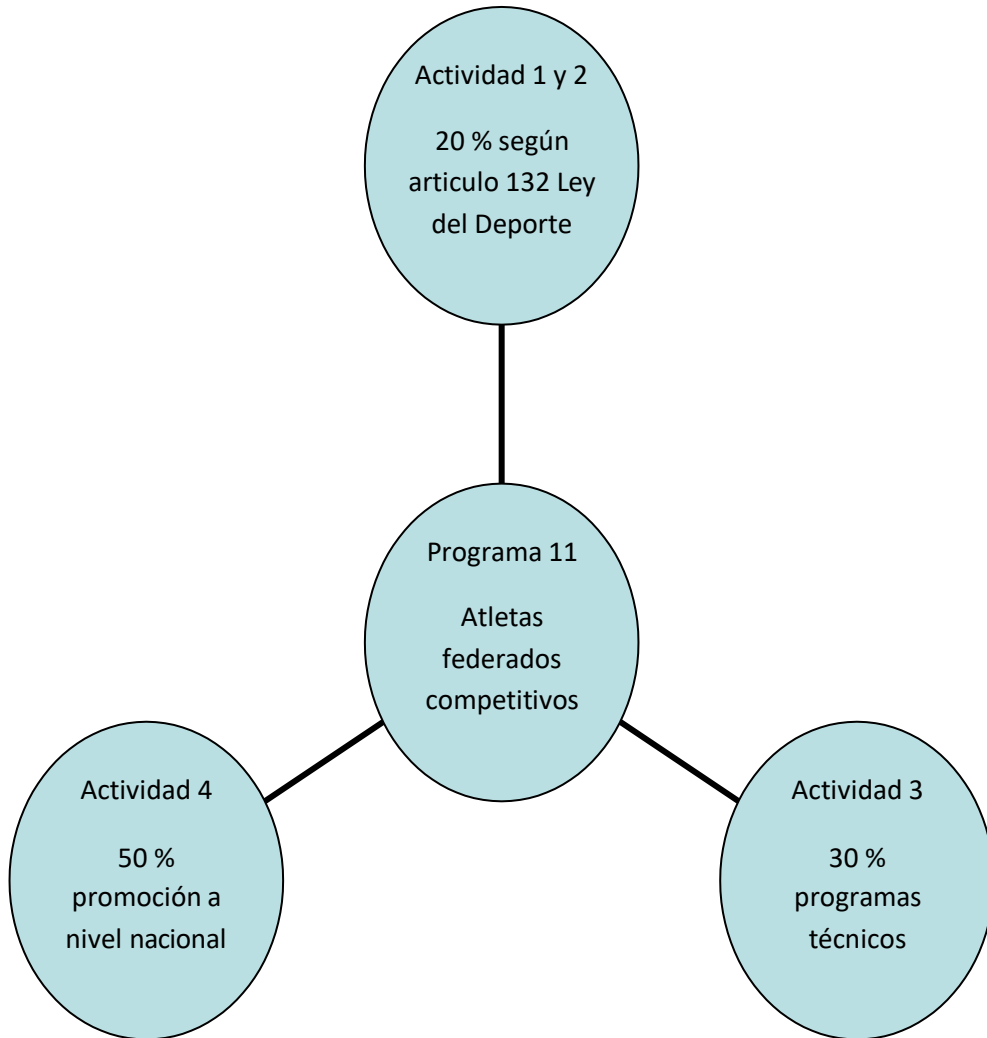 Actividad 1 y 2
20 % según
articulo 132 Ley
del Deporte
Programa 11
Atletas
federados
competitivos
Actividad 4
50 %
promoción a
nivel nacional
Actividad 3
30 %
programas
técnicos